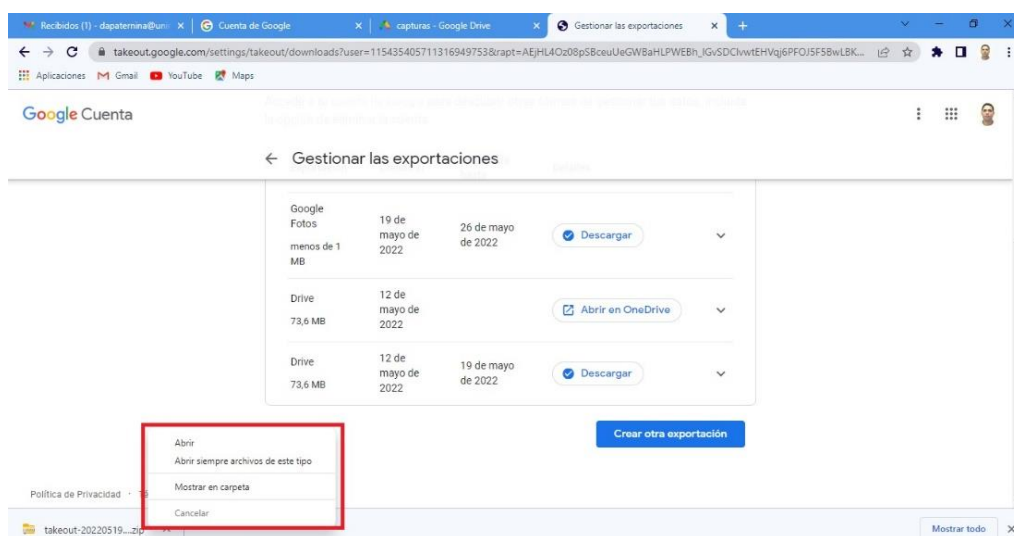 Recibidos (1) - dapaternina@uni
Cuenta de Google
capturas - Google Drive
Gestionar las exportaciones
takeout.google.com/settings/takeout/downloads?user=115435405711316949753&rapt=AEjHL4Oz08pSBceuUeGWBaHLPWEBh_IGvSDClvwtEHVqj6PFOJ5F5BwLBK...
Aplicaciones
Gmail
YouTube
Maps
Google Cuenta
Gestionar las exportaciones
Google
Fotos
menos de 1
MB
19 de
mayo de
2022
26 de mayo
de 2022
Descargar
Drive
73,6 MB
12 de
mayo de
2022
Abrir en OneDrive
Drive
73,6 MB
12 de
mayo de
2022
19 de mayo
de 2022
Descargar
Crear otra exportación
Abrir
Abrir siempre archivos de este tipo
Mostrar en carpeta
Cancelar
Política de Privacidad ·
takeout-20220519....zip
Mostrar todo